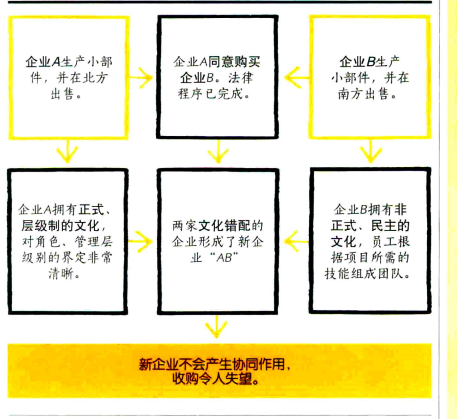 企业A生产小部
件，并在北方
出售。
企业A同意购买
企业B。法律
程序已完成。
企业B生产
小部件，并在
南方出售。
企业A拥有正式、
层级制的文化，
对角色、管理层
级别的界定非常
清晰。
两家文化错配的
企业形成了新企
业“AB”
企业B拥有非
正式、民主的
文化，员工根
据项目所需的
技能组成团队。
新企业不会产生协同作用，
收购令人失望。